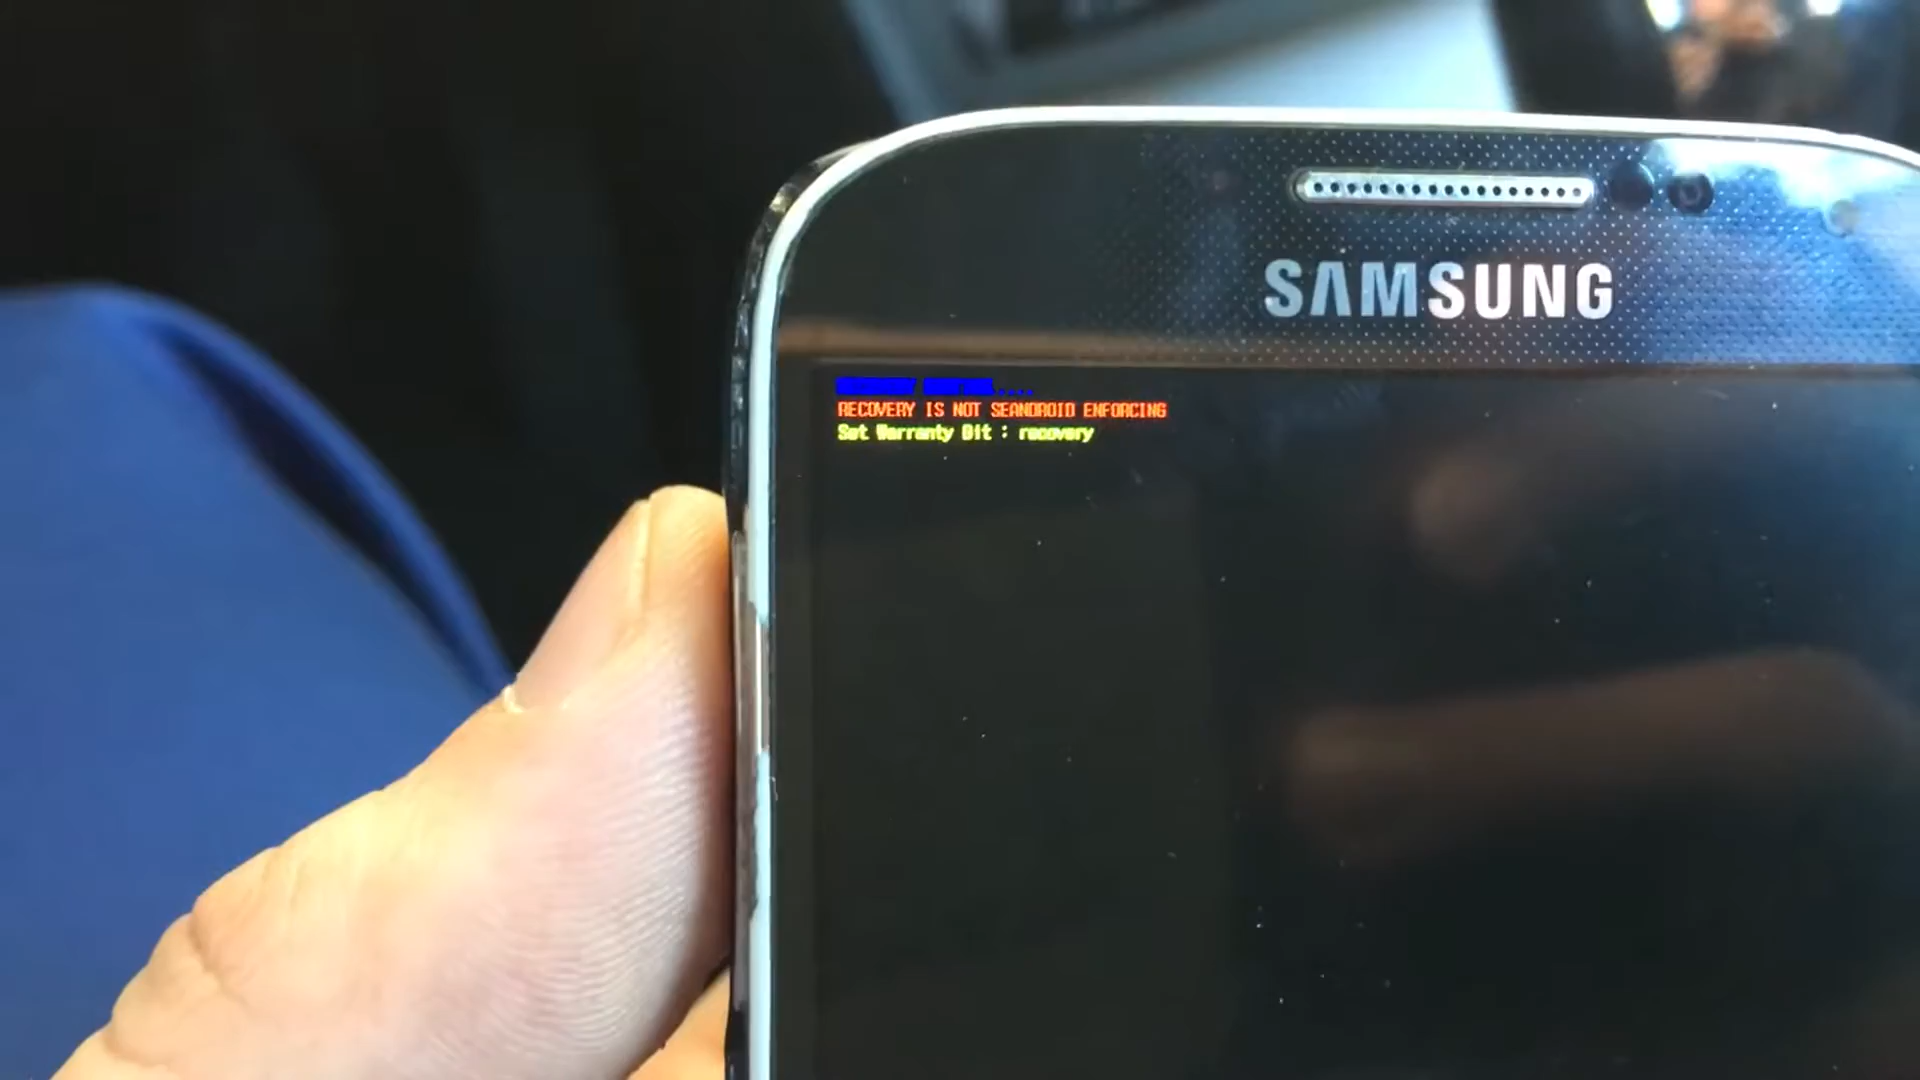 SAMSUNG
RECOVERY IS NOT SEANDROID ENFORCING
Set Warranty Bit : recovery